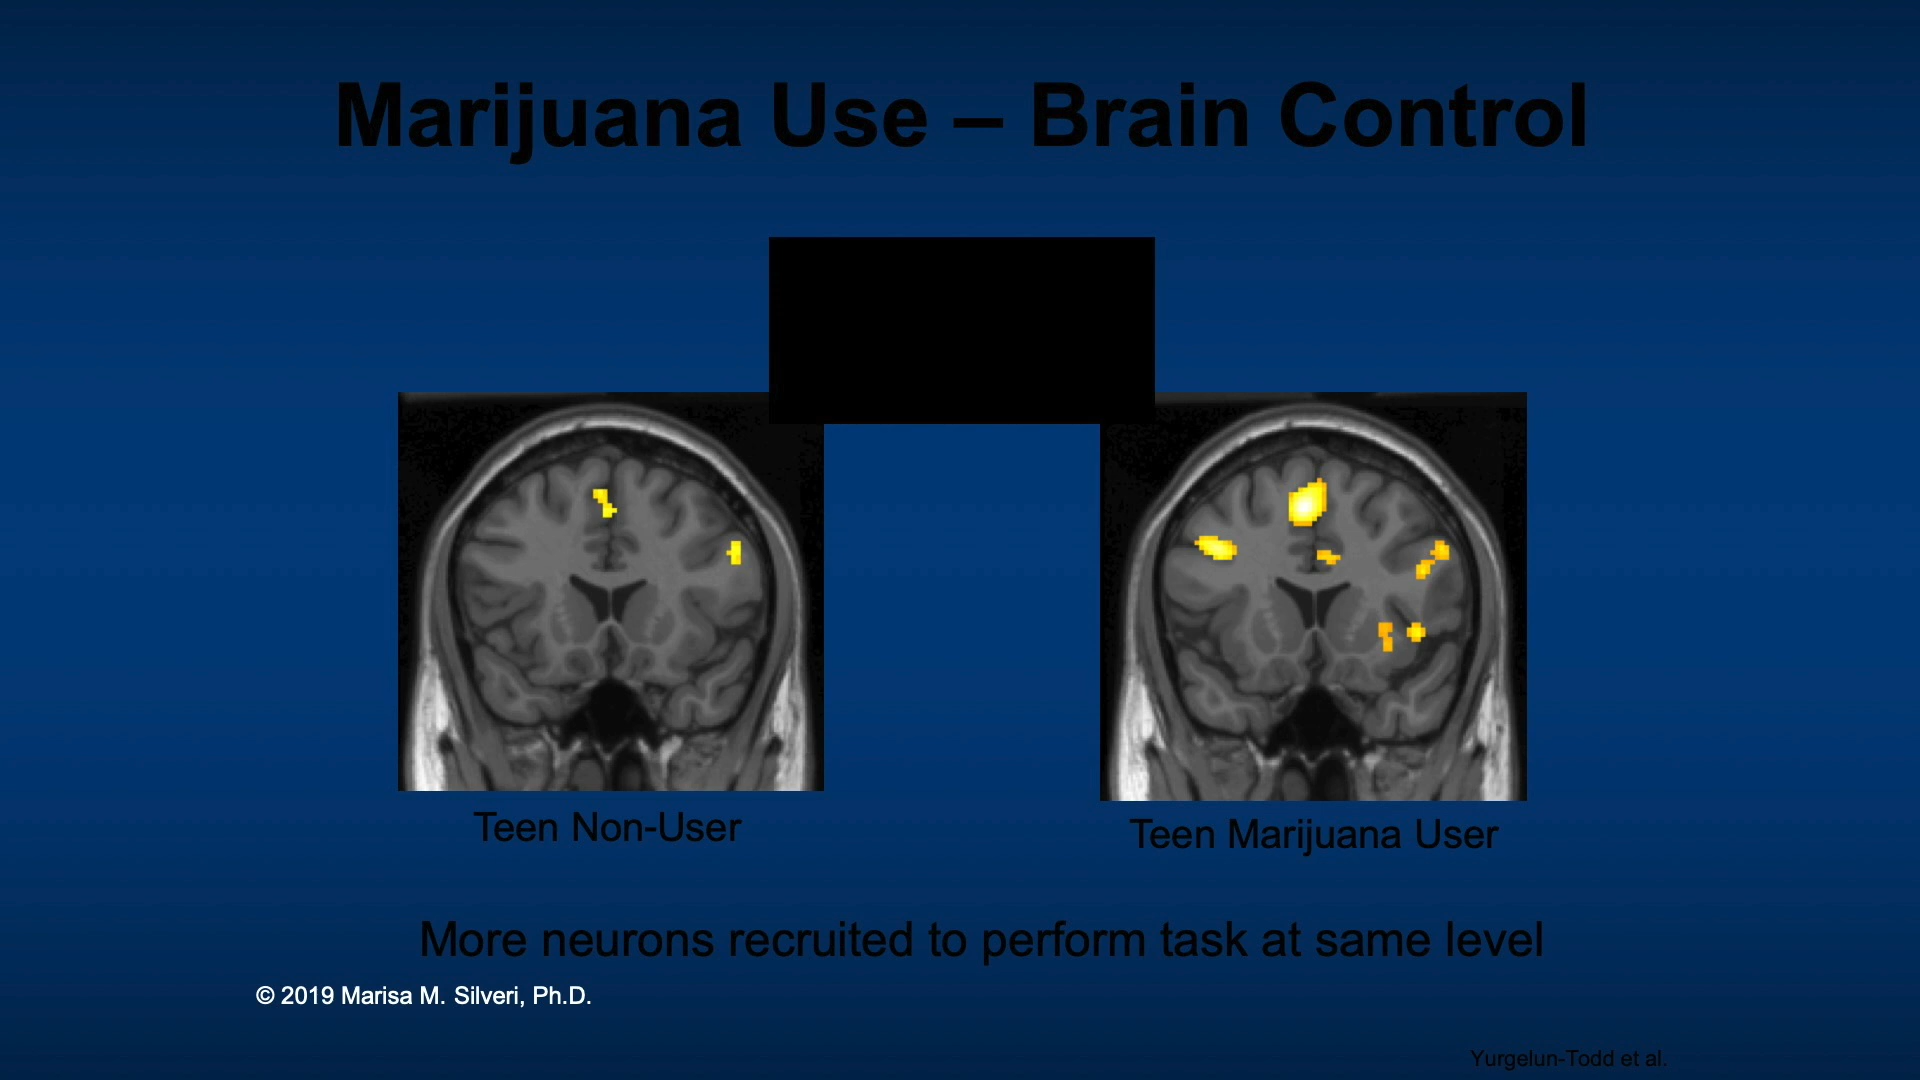 Marijuana Use – Brain Control
Teen Non-User
Teen Marijuana User
More neurons recruited to perform task at same level
© 2019 Marisa M. Silveri, Ph.D.
Yurgelun-Todd et al.